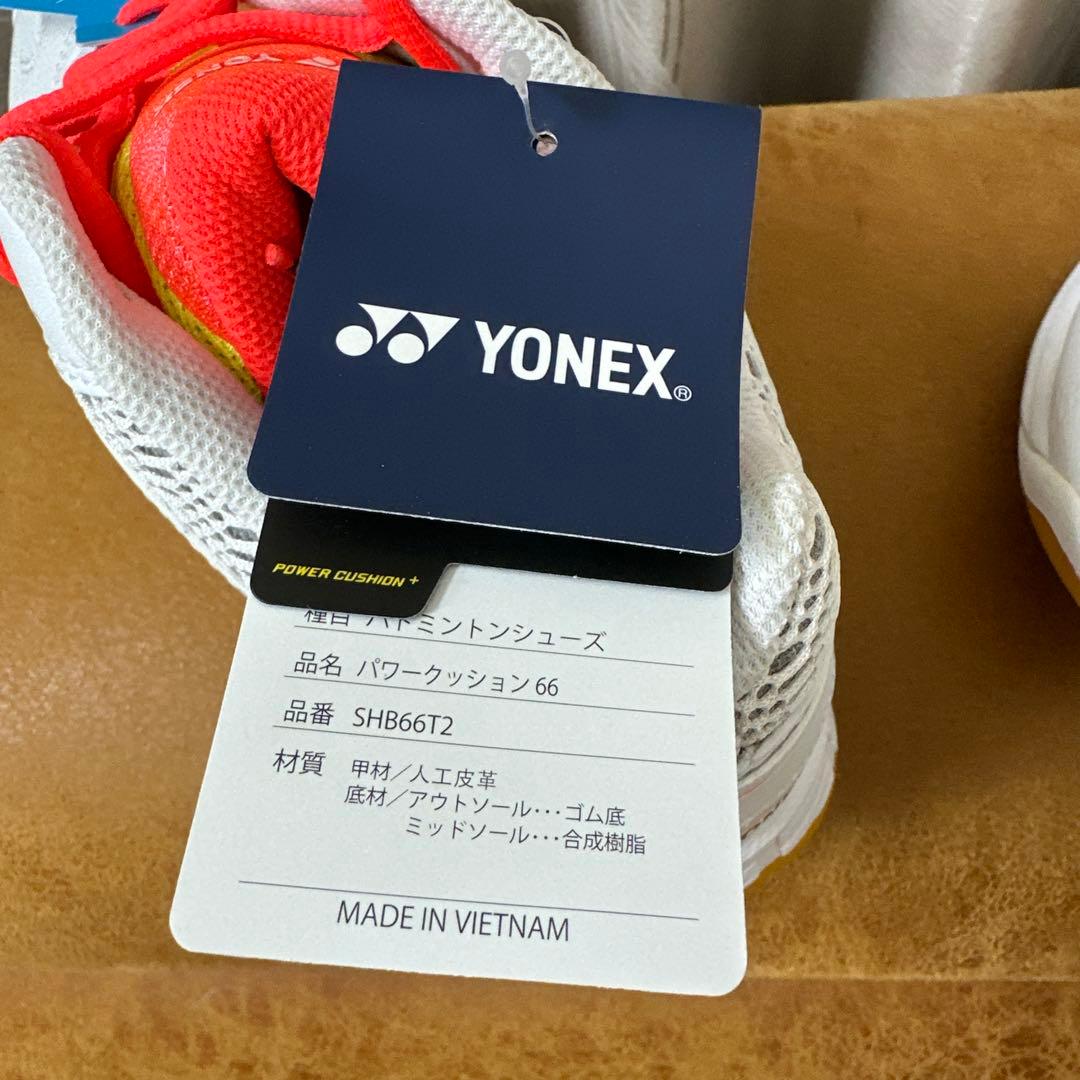 YONEX
YONEX®
POWER CUSHION +
種目 バドミントンシューズ
品名 パワークッション 66
品番 SHB66T2
材質 甲材/人工皮革
底材/アウトソール･･･ゴム底
ミッドソール･･･合成樹脂
MADE IN VIETNAM